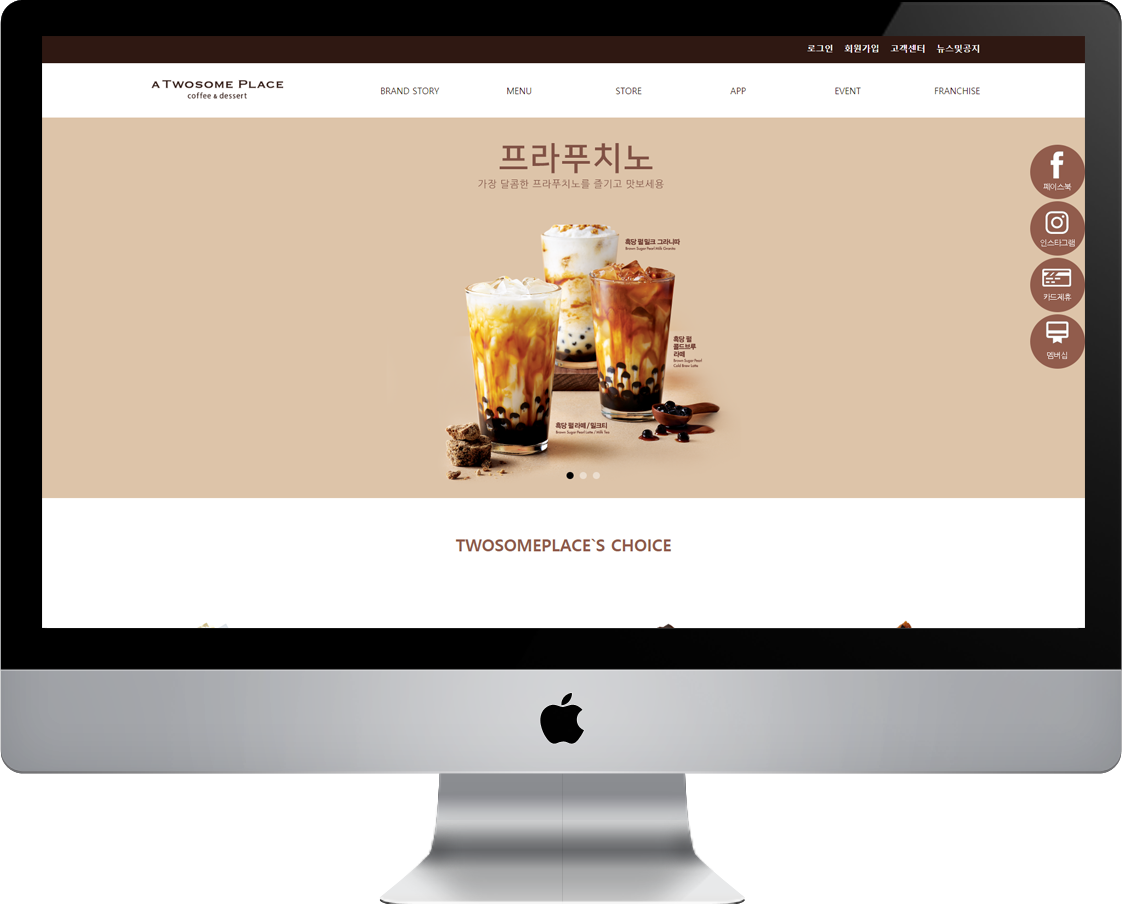 로그인 회원가입 고객센터 뉴스및공지
A TWOSOME PLACE
coffee & dessert
BRAND STORY MENU STORE APP EVENT FRANCHISE
프라푸치노
가장 달콤한 프라푸치노를 즐기고 맛보세용
페이스북
인스타그램
카드제휴
멤버십
흑당 펄 밀크 그라니따
Brown Sugar Pearl Milk Granita
흑당 펄
콜드브루
라떼
Brown Sugar Pearl
Cold Brew Latte
흑당 펄 라떼 / 밀크티
Brown Sugar Pearl Latte / Milk Tea
TWOSOMEPLACE`S CHOICE